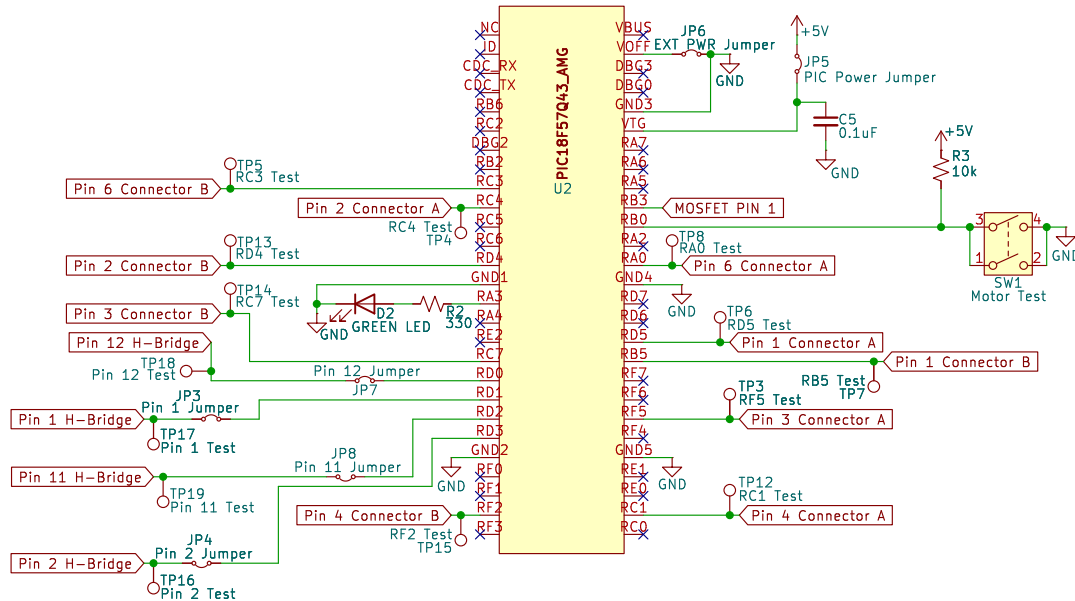 NC
ID
CDC_RX
CDC_TX
RB6
RC2
DBG2
RB2
RC3
RC4
RC5
RC6
RD4
GND1
RA3
RA4
RE2
RC7
RD0
RD1
RD2
RD3
GND2
RF0
RF1
RF2
RF3
PIC18F57Q43_AMG
U2
VBUS
VOFF
DBG3
DBG0
GND3
VTG
RA7
RA6
RA5
RB3
RB0
RA2
RA0
GND4
RD7
RD6
RD5
RB5
RF7
RF6
RF5
RF4
GND5
RE1
RE0
RC1
RC0
JP6
EXT PWR Jumper
GND
+5V
JP5
PIC Power Jumper
C5
0.1uF
GND
+5V
R3
10k
3
4
1
2
SW1
Motor Test
GND
TP5
RC3 Test
Pin 6 Connector B
Pin 2 Connector A
RC4 Test
TP4
TP13
RD4 Test
Pin 2 Connector B
TP14
RC7 Test
Pin 3 Connector B
GND
D2
GREEN LED
R2
330
Pin 12 H-Bridge
TP18
Pin 12 Test
Pin 12 Jumper
JP7
JP3
Pin 1 Jumper
Pin 1 H-Bridge
TP17
Pin 1 Test
JP8
Pin 11 Jumper
Pin 11 H-Bridge
TP19
Pin 11 Test
GND
Pin 4 Connector B
RF2 Test
TP15
JP4
Pin 2 Jumper
Pin 2 H-Bridge
TP16
Pin 2 Test
MOSFET PIN 1
TP8
RA0 Test
Pin 6 Connector A
GND
TP6
RD5 Test
Pin 1 Connector A
Pin 1 Connector B
RB5 Test
TP7
TP3
RF5 Test
Pin 3 Connector A
GND
TP12
RC1 Test
Pin 4 Connector A